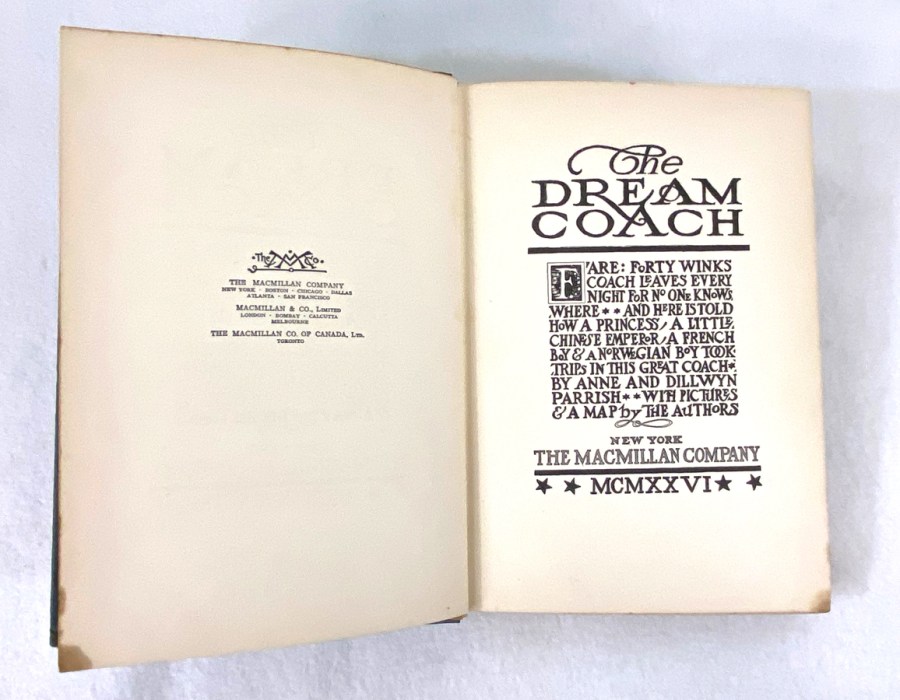 The MM Co.
THE MACMILLAN COMPANY
NEW YORK · BOSTON · CHICAGO · DALLAS
ATLANTA · SAN FRANCISCO
MACMILLAN & CO., LIMITED
LONDON · BOMBAY · CALCUTTA
MELBOURNE
THE MACMILLAN CO. OF CANADA, LTD.
TORONTO
The
DREAM
COACH
FARE: FORTY WINKS
COACH LEAVES EVERY
NIGHT FOR NO ONE KNOWS
WHERE ** AND HERE IS TOLD
HOW A PRINCESS, A LITTLE
CHINESE EMPEROR, A FRENCH
BOY & A NORWEGIAN BOY TOOK
TRIPS IN THIS GREAT COACH *
BY ANNE AND DILLWYN
PARRISH ** WITH PICTURES
& A MAP by THE AUTHORS
NEW YORK
THE MACMILLAN COMPANY
★ ★ MCMXXVI ★ ★